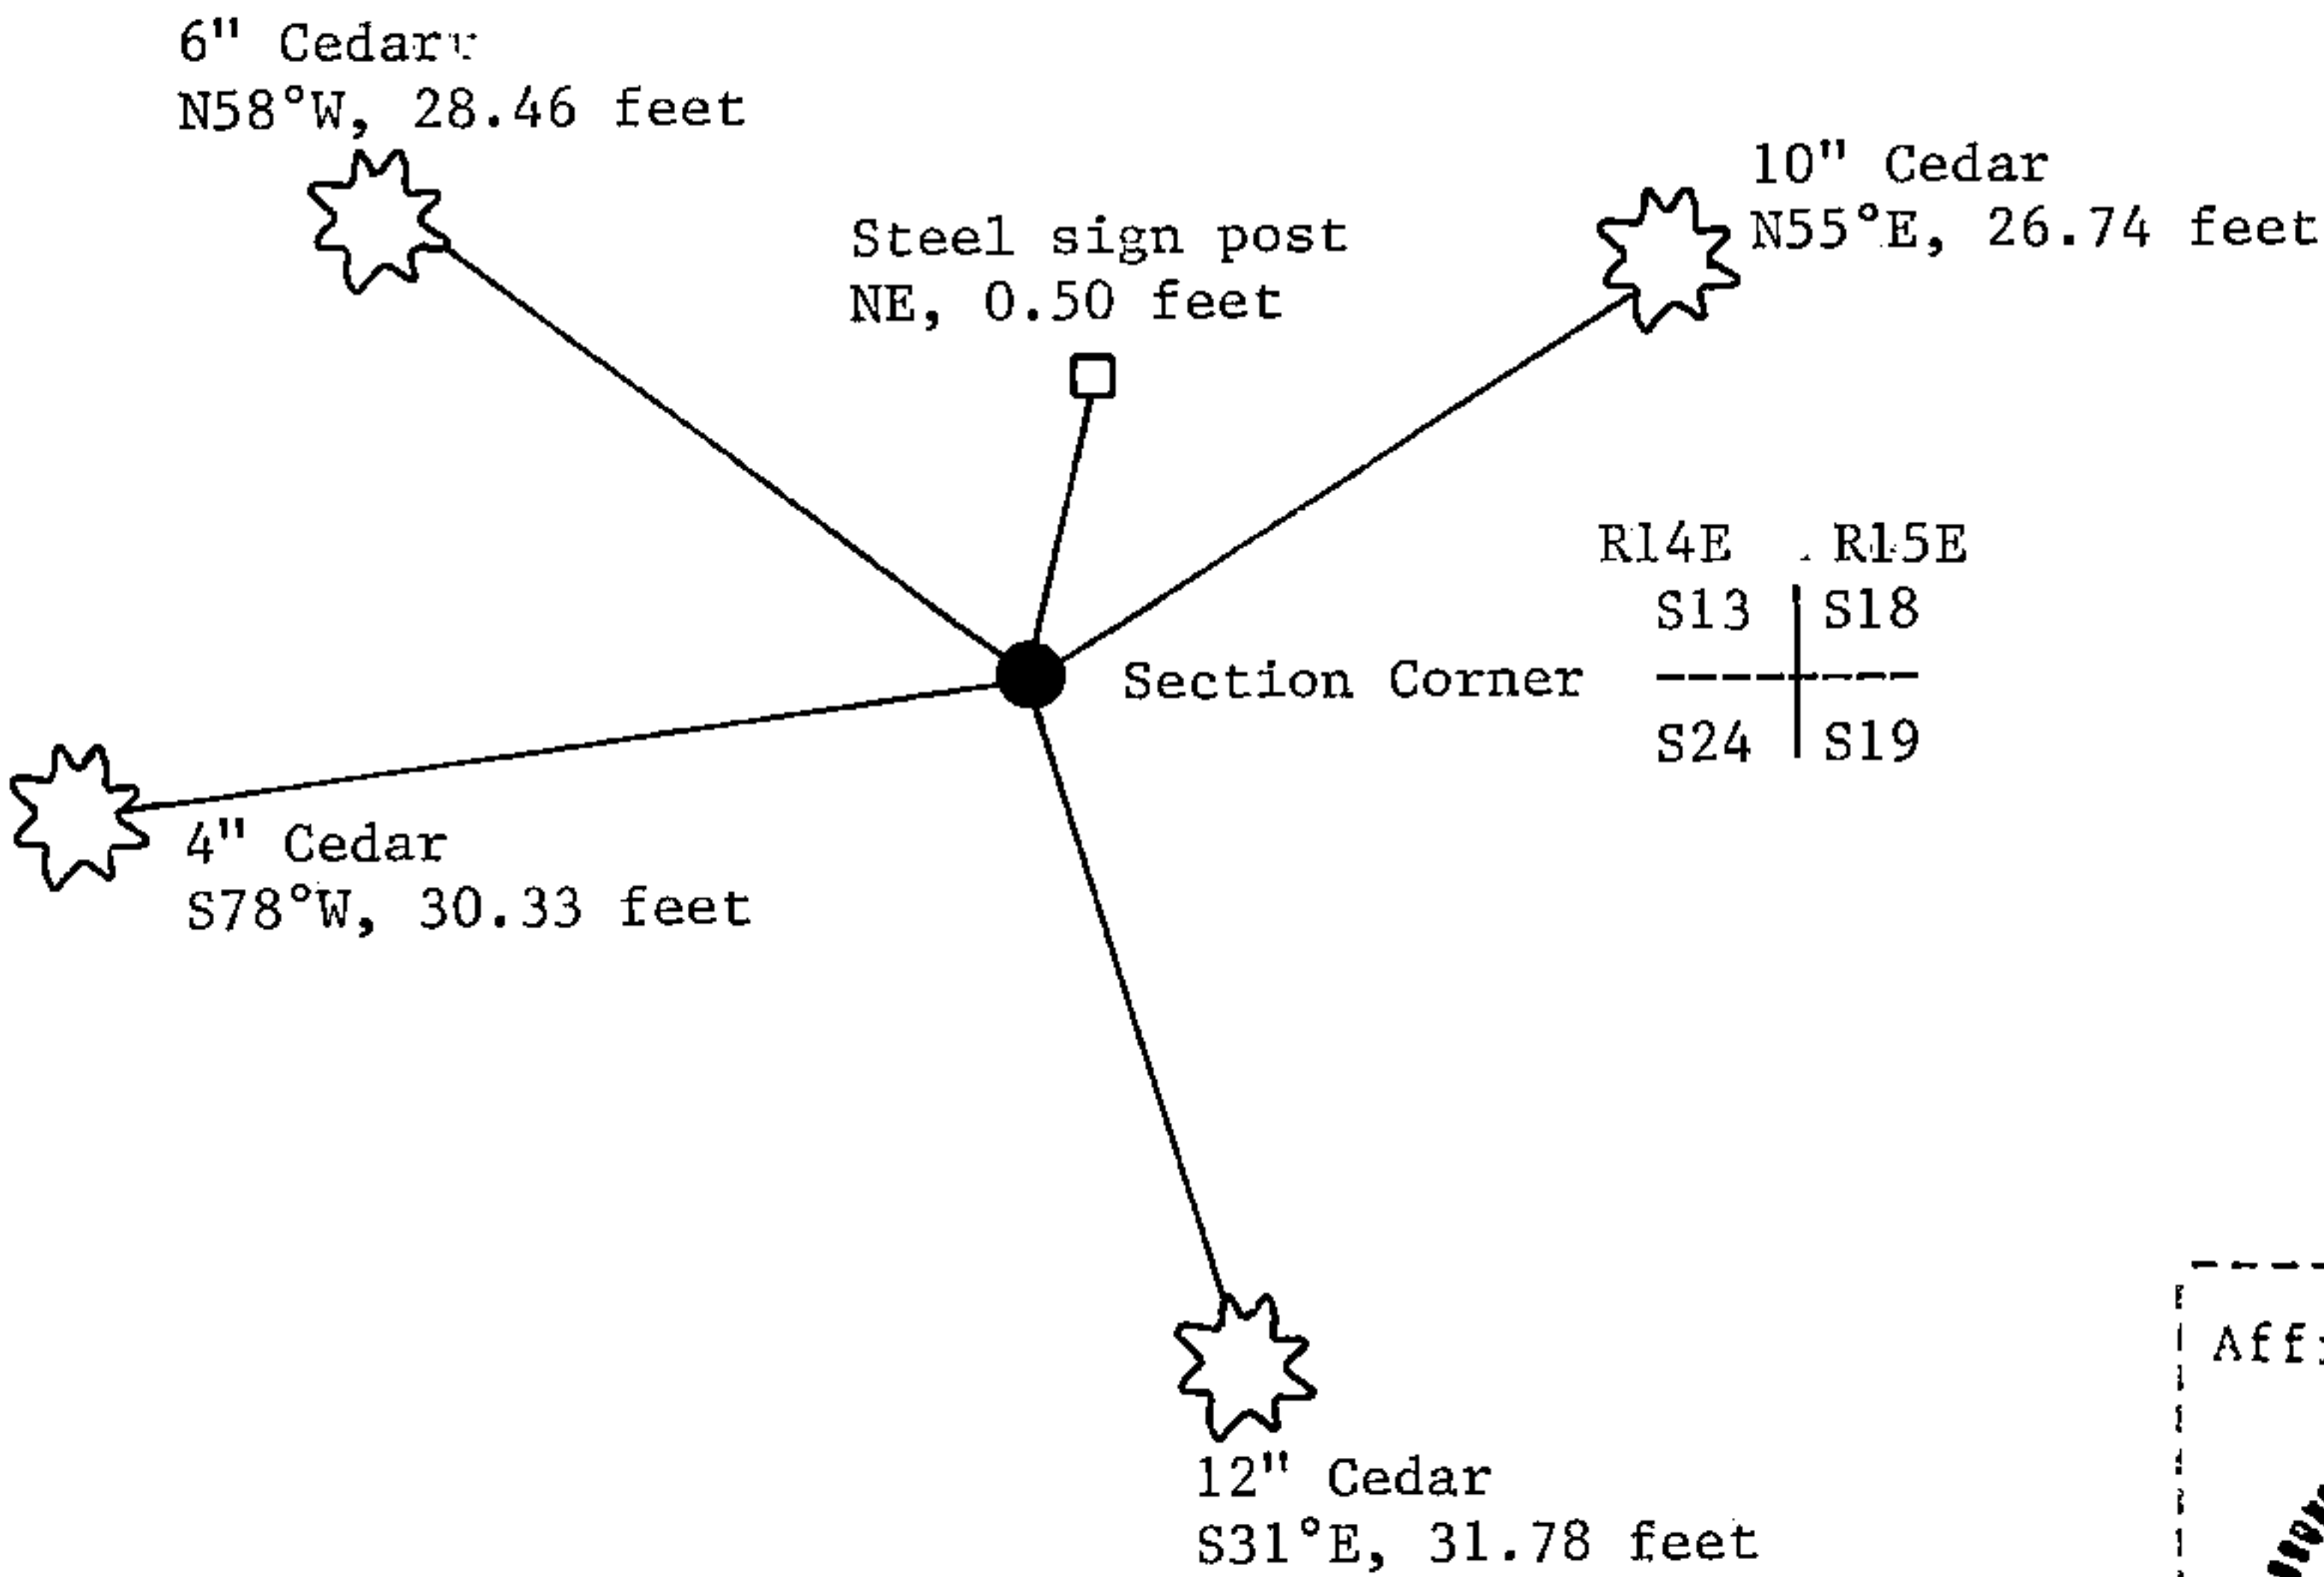 6" Cedar
N58°W, 28.46 feet
10" Cedar
N55°E, 26.74 feet
Steel sign post
NE, 0.50 feet
R14E R15E
S13 S18
Section Corner
S24 S19
4" Cedar
S78°W, 30.33 feet
12" Cedar
S31°E, 31.78 feet